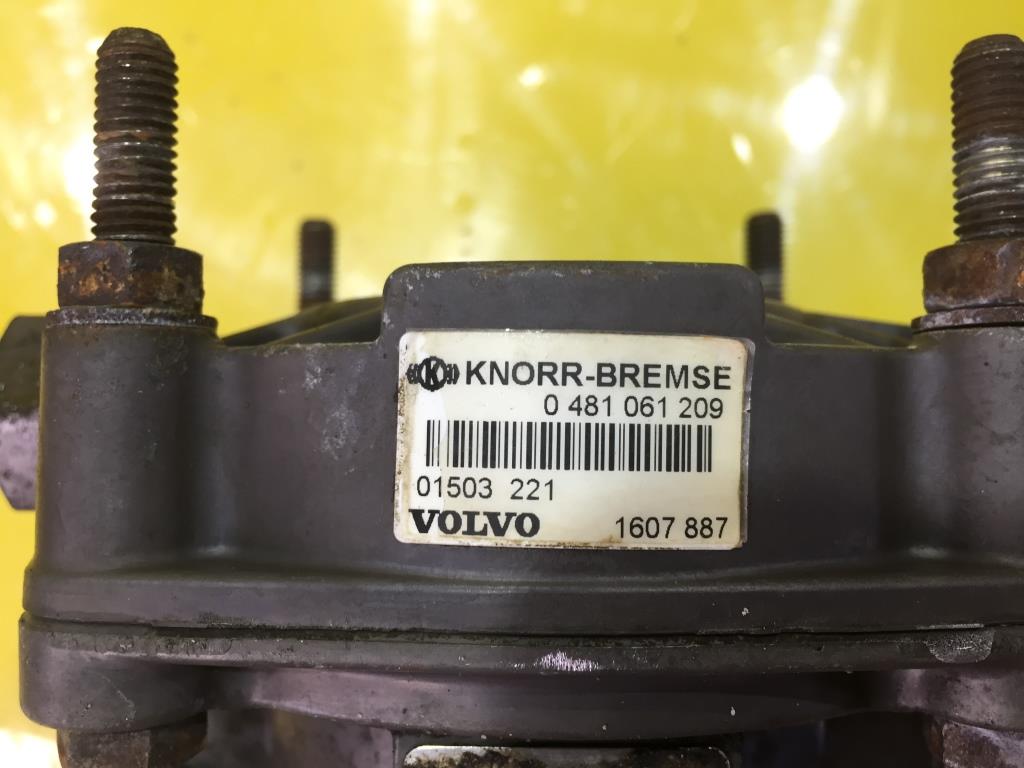 K KNORR-BREMSE
0 481 061 209
01503 221
VOLVO 1607 887